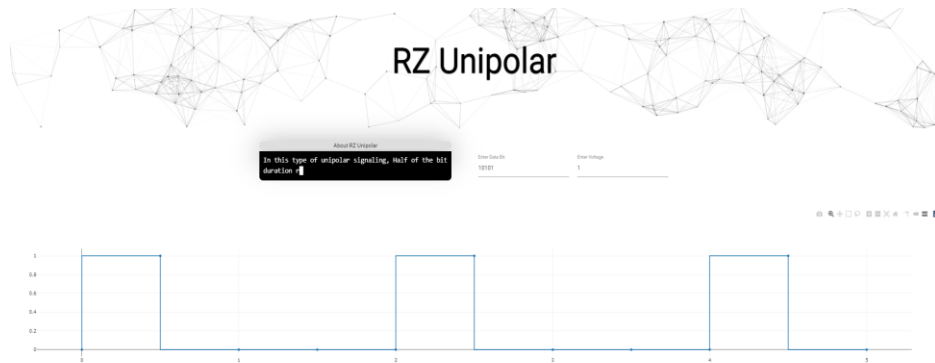 RZ Unipolar
About RZ Unipolar
In this type of unipolar signaling, Half of the bit
duration r
Enter Data Bit
10101
Enter Voltage
1
1
0.8
0.6
0.4
0.2
0
0
1
2
3
4
5